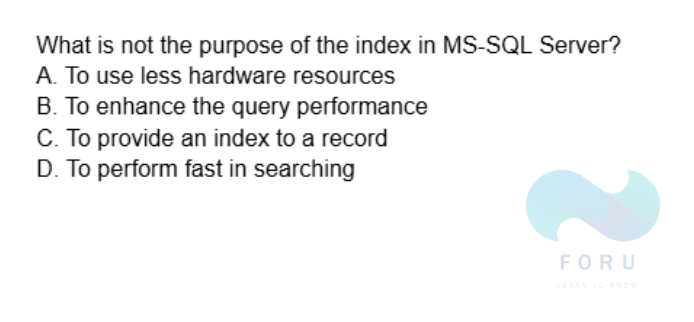 What is not the purpose of the index in MS-SQL Server?
A. To use less hardware resources
B. To enhance the query performance
C. To provide an index to a record
D. To perform fast in searching
FORU
LEARN TO KNOW